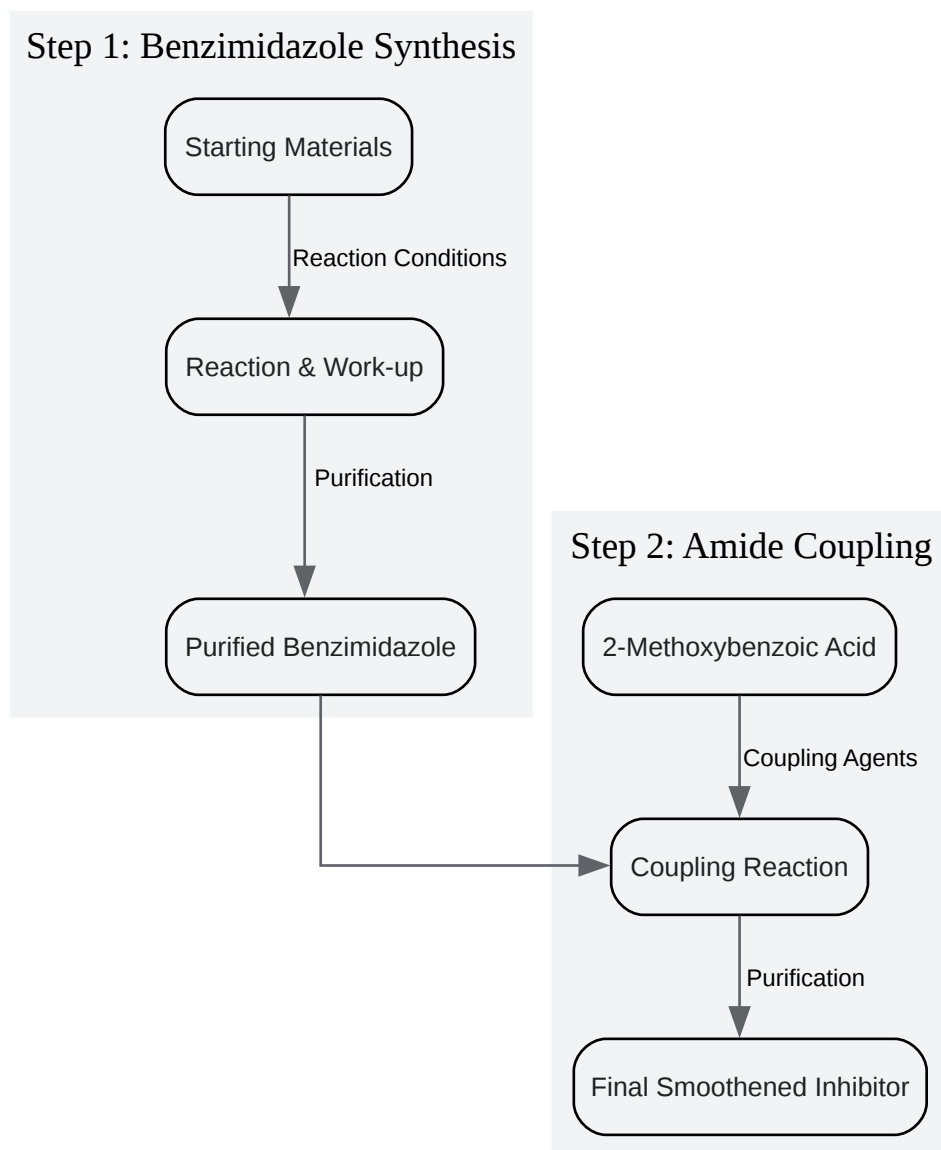 Step 1: Benzimidazole Synthesis
Starting Materials
Reaction Conditions
Reaction & Work-up
Purification
Purified Benzimidazole
Step 2: Amide Coupling
2-Methoxybenzoic Acid
Coupling Agents
Coupling Reaction
Purification
Final Smoothened Inhibitor